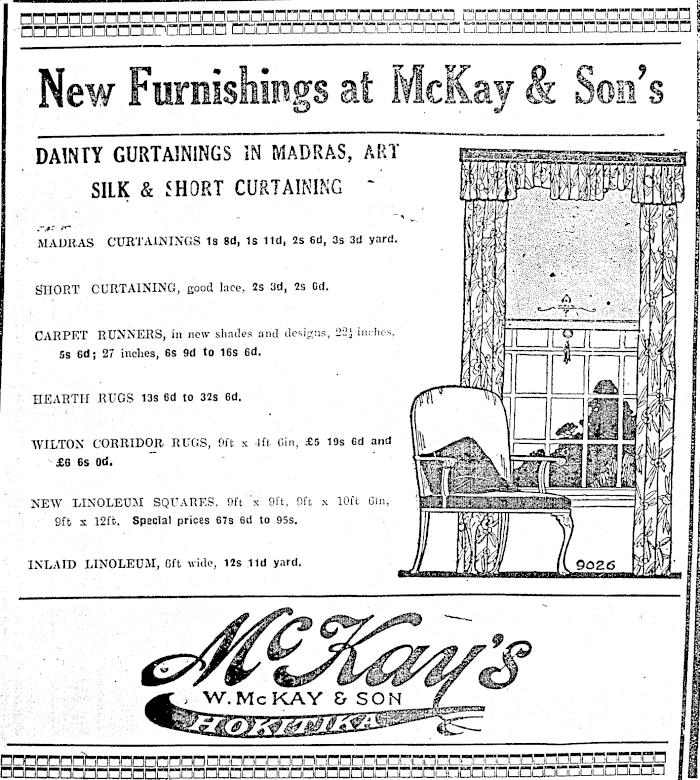 New Furnishings at McKay & Son's
DAINTY CURTAININGS IN MADRAS, ART
SILK & SHORT CURTAINING
MADRAS CURTAININGS 1s 8d, 1s 11d, 2s 6d, 3s 3d yard.
SHORT CURTAINING, good lace, 2s 3d, 2s 6d.
CARPET RUNNERS, in new shades and designs, 22½ inches,
5s 6d; 27 inches, 6s 9d to 16s 6d.
HEARTH RUGS 13s 6d to 32s 6d.
WILTON CORRIDOR RUGS, 9ft x 4ft 6in, £5 19s 6d and
£6 6s 0d.
NEW LINOLEUM SQUARES. 9ft x 9ft, 9ft x 10ft 6in,
9ft x 12ft. Special prices 67s 6d to 95s.
INLAID LINOLEUM, 6ft wide, 12s 11d yard.
9026
McKay's
W. McKAY & SON
HOKITIKA